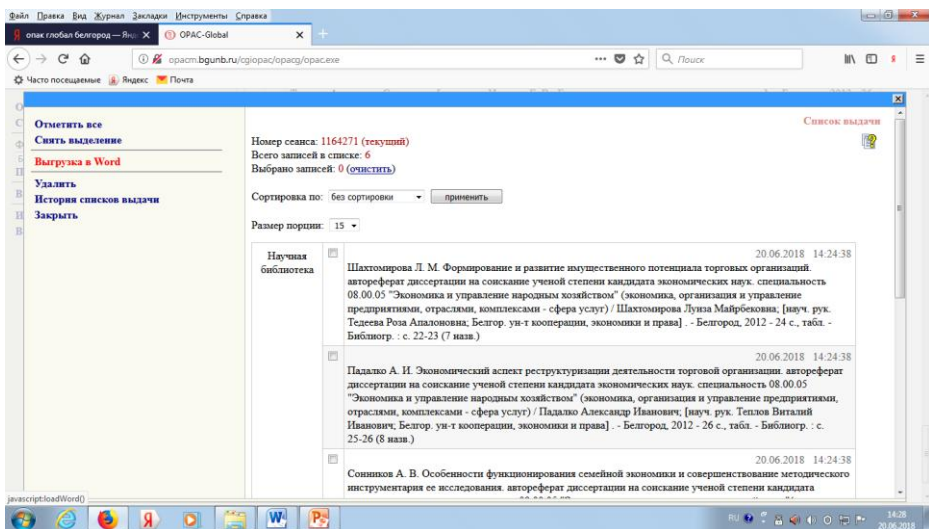 Файл Правка Вид Журнал Закладки Инструменты Справка
опак глобал белгород — Янд
OPAC-Global
opacm.bgunb.ru/cgiopac/opacg/opac.exe
Поиск
Часто посещаемые Яндекс Почта
Список выдачи
Отметить все
Снять выделение
Выгрузка в Word
Удалить
История списков выдачи
Закрыть
Номер сеанса: 1164271 (текущий)
Всего записей в списке: 6
Выбрано записей: 0 (очистить)
Сортировка по: без сортировки применить
Размер порции: 15
Научная
библиотека
20.06.2018 14:24:38
Шахтомирова Л. М. Формирование и развитие имущественного потенциала торговых организаций.
автореферат диссертации на соискание ученой степени кандидата экономических наук. специальность
08.00.05 "Экономика и управление народным хозяйством" (экономика, организация и управление
предприятиями, отраслями, комплексами - сфера услуг) / Шахтомирова Луиза Майрбековна; [науч. рук.
Тедеева Роза Апалоновна; Белгор. ун-т кооперации, экономики и права] . - Белгород, 2012 - 24 с., табл. -
Библиогр. : с. 22-23 (7 назв.)
20.06.2018 14:24:38
Падалко А. И. Экономический аспект реструктуризации деятельности торговой организации. автореферат
диссертации на соискание ученой степени кандидата экономических наук. специальность 08.00.05
"Экономика и управление народным хозяйством" (экономика, организация и управление предприятиями,
отраслями, комплексами - сфера услуг) / Падалко Александр Иванович; [науч. рук. Теплов Виталий
Иванович; Белгор. ун-т кооперации, экономики и права] . - Белгород, 2012 - 26 с., табл. - Библиогр. : с.
25-26 (8 назв.)
20.06.2018 14:24:38
Сонников А. В. Особенности функционирования семейной экономики и совершенствование методического
инструментария ее исследования. автореферат диссертации на соискание ученой степени кандидата
javascript:loadWord()
RU
14:28
20.06.2018